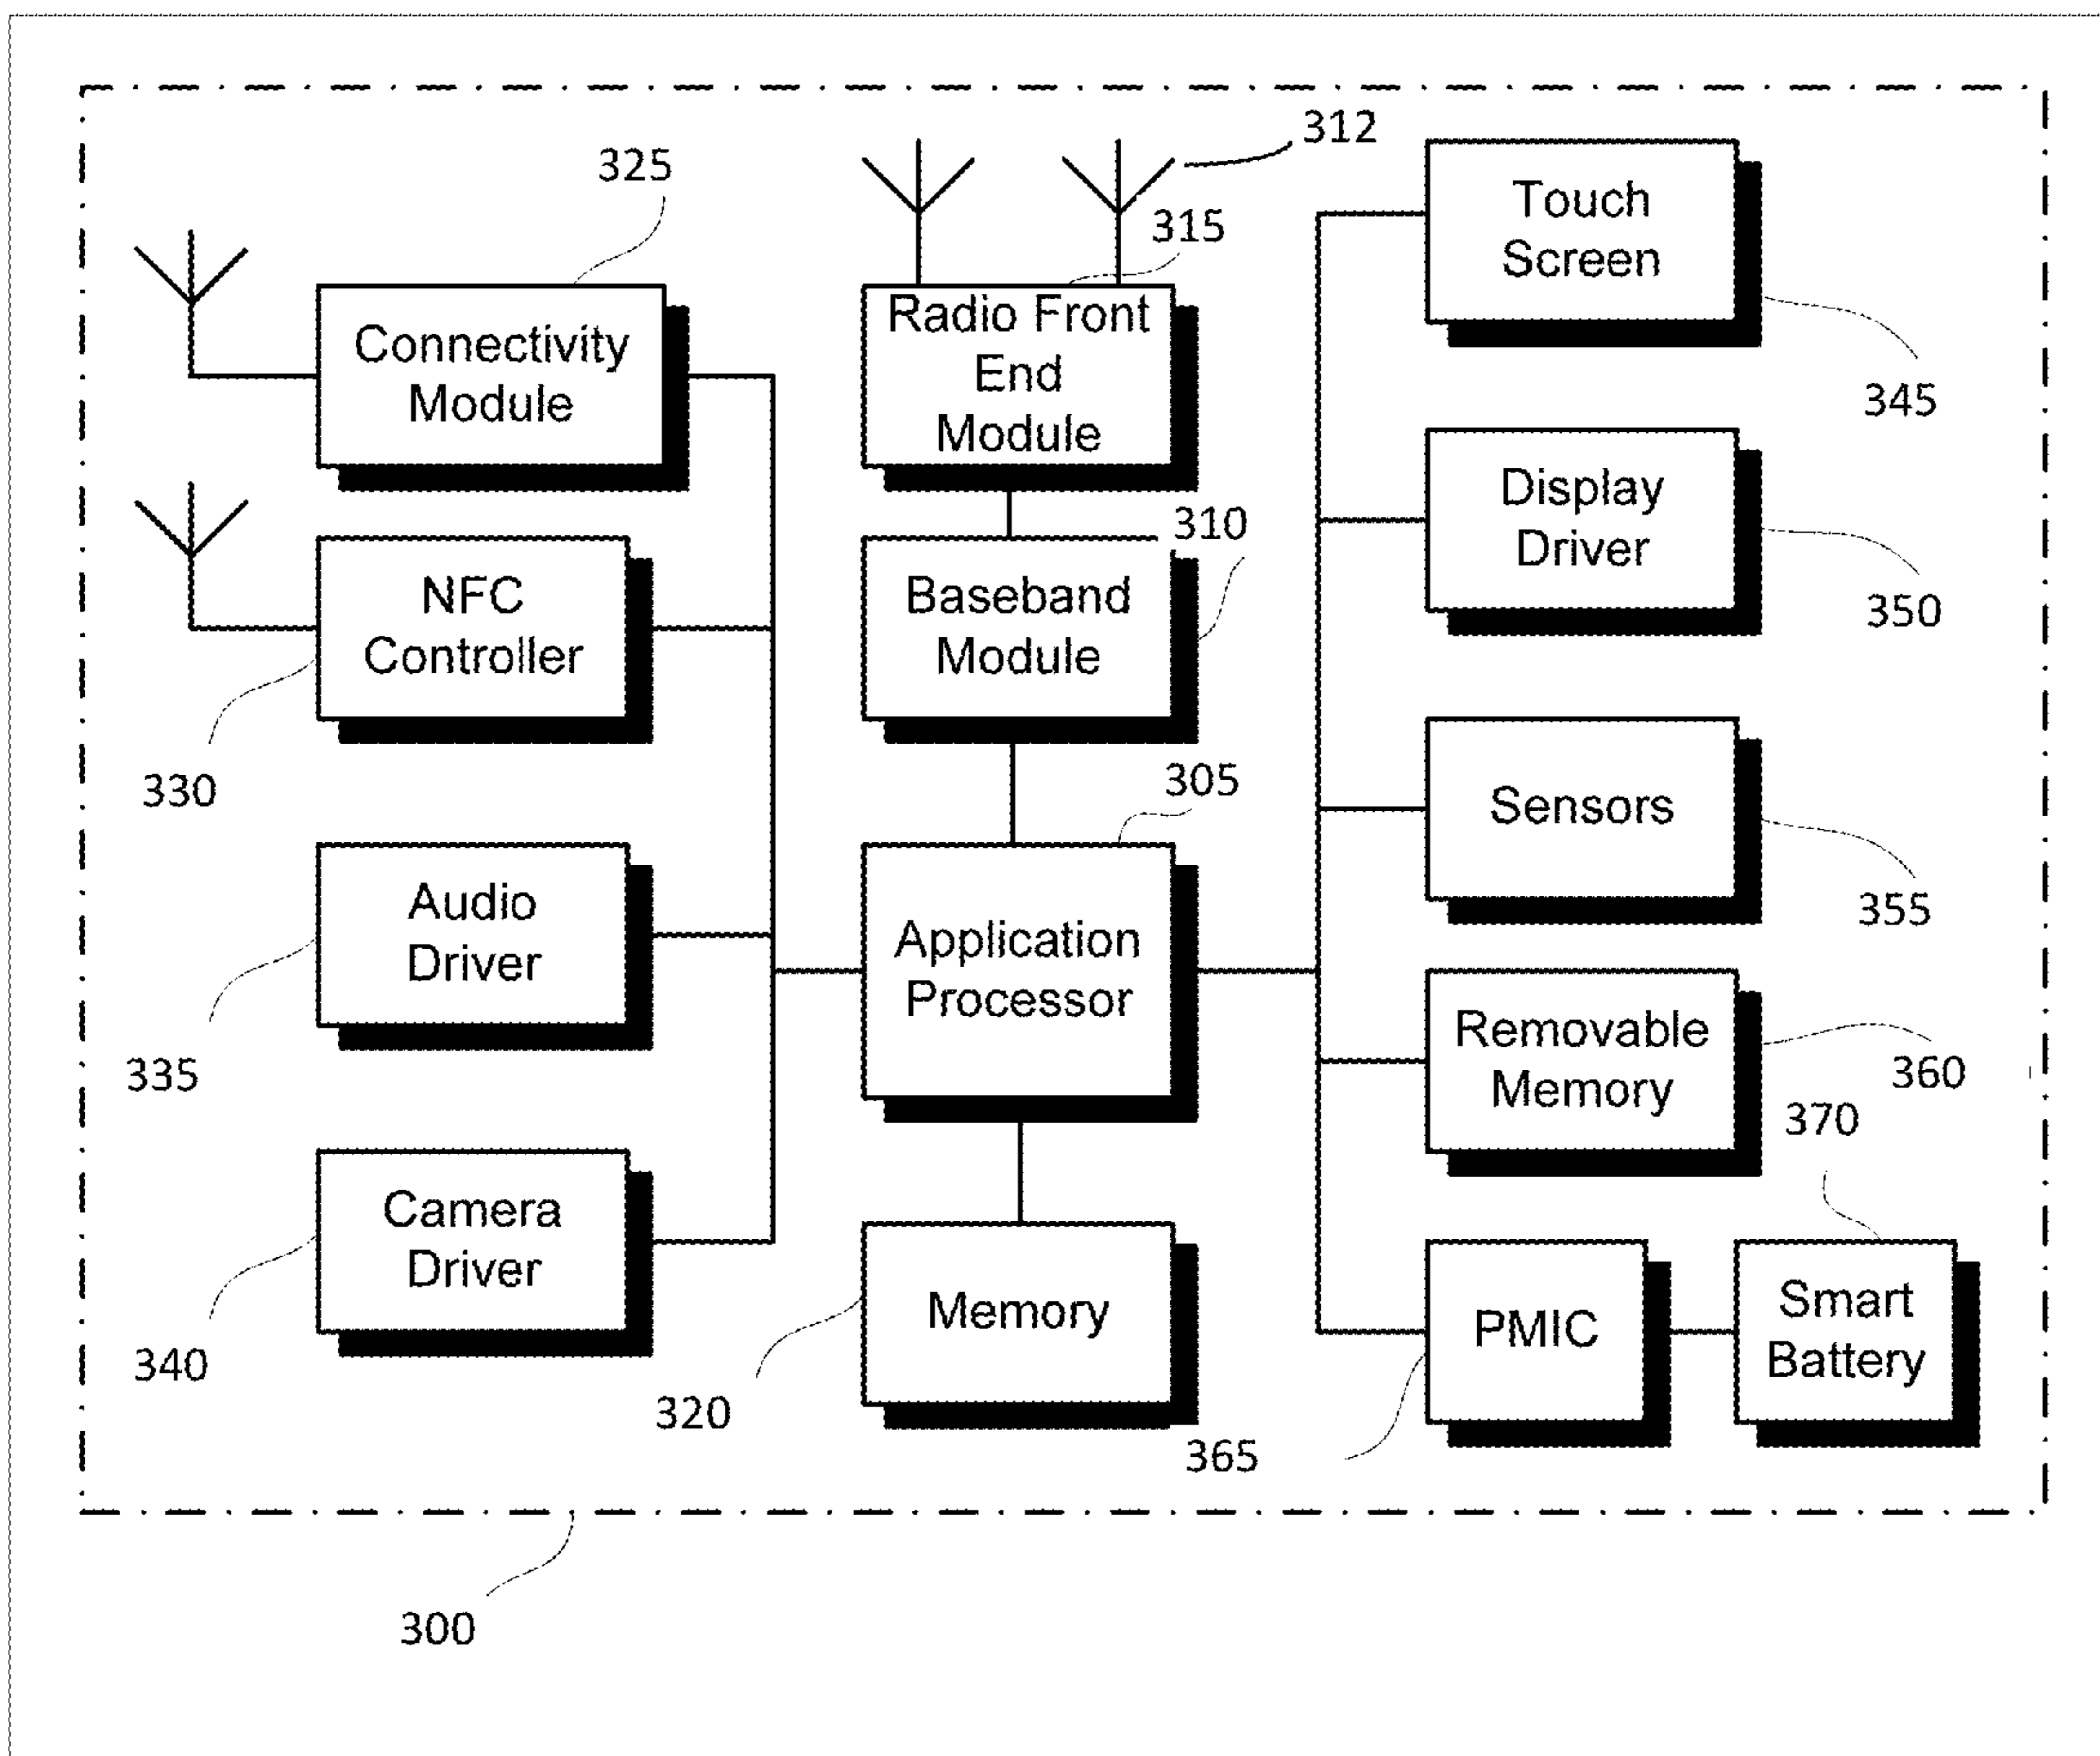 312
325
Touch
Screen
315
Radio Front
End
Module
Connectivity
Module
345
Display
Driver
310
NFC
Controller
Baseband
Module
350
330
305
Sensors
Audio
Driver
355
Application
Processor
Removable
Memory
335
360
370
Camera
Driver
Memory
PMIC
Smart
Battery
340
320
365
300